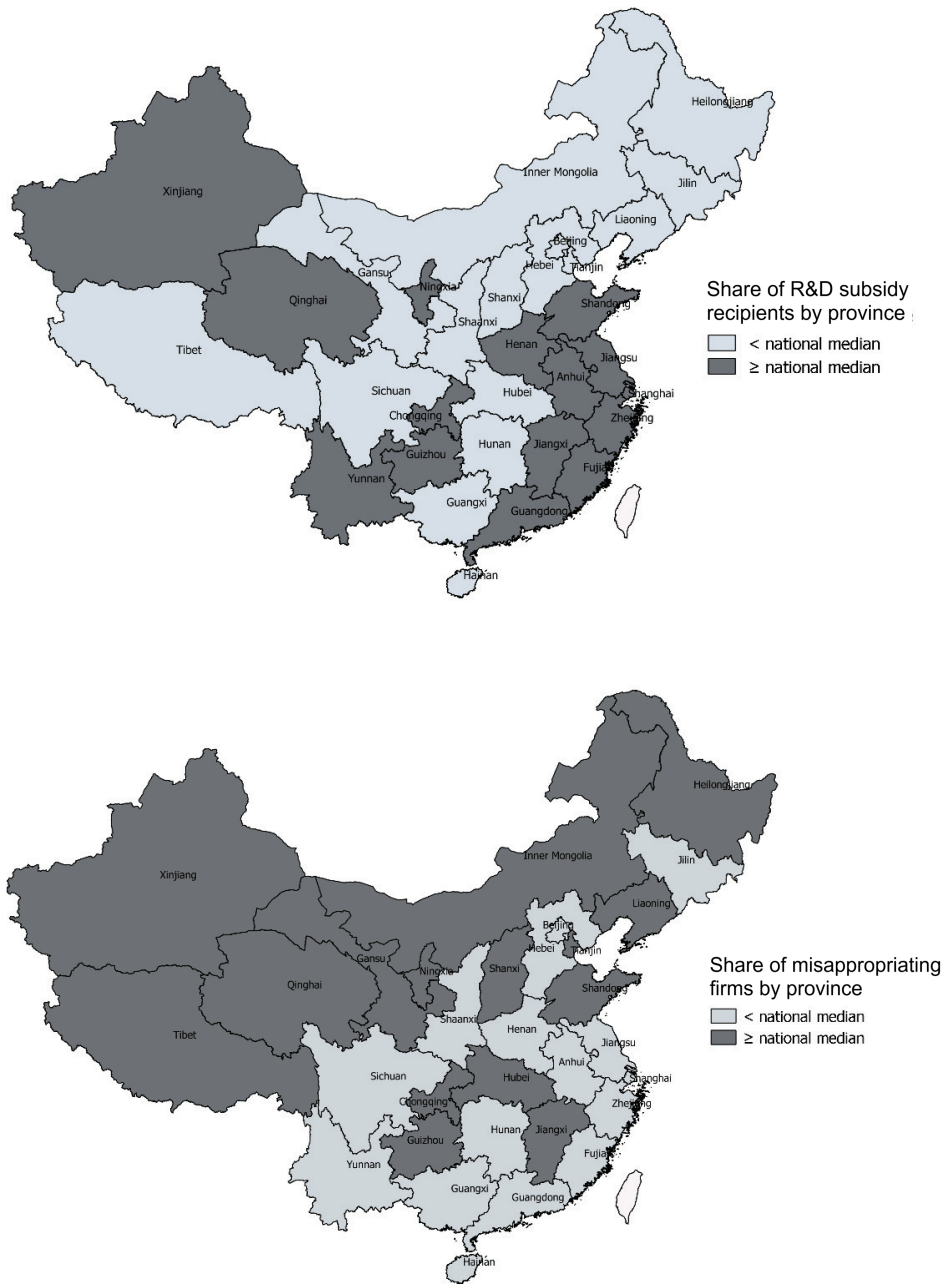 Heilongjiang
Inner Mongolia
Jilin
Xinjiang
Liaoning
Beijing
Hebei
Tianjin
Gansu
Ningxia
Qinghai
Shanxi
Shandong
Shaanxi
Tibet
Henan
Jiangsu
Anhui
Sichuan
Hubei
Shanghai
Chongqing
Zhejiang
Hunan
Jiangxi
Guizhou
Fujian
Yunnan
Guangxi
Guangdong
Hainan
Share of R&D subsidy
recipients by province
< national median
≥ national median
Heilongjiang
Inner Mongolia
Jilin
Xinjiang
Liaoning
Beijing
Hebei
Tianjin
Gansu
Shanxi
Ningxia
Qinghai
Shandong
Shaanxi
Henan
Tibet
Jiangsu
Anhui
Sichuan
Hubei
Shanghai
Chongqing
Zhejiang
Hunan
Jiangxi
Guizhou
Fujian
Yunnan
Guangxi
Guangdong
Hainan
Share of misappropriating
firms by province
< national median
≥ national median